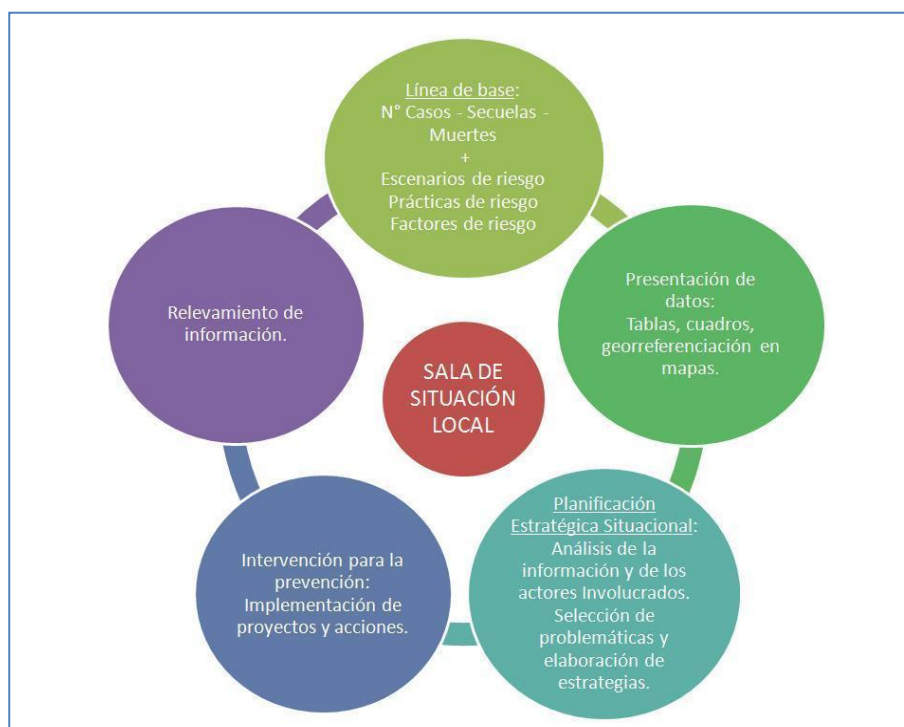 Línea de base:
N° Casos - Secuelas -
Muertes
+
Escenarios de riesgo
Prácticas de riesgo
Factores de riesgo
Presentación de
datos:
Tablas, cuadros,
georreferenciación en
mapas.
Planificación
Estratégica Situacional:
Análisis de la
información y de los
actores Involucrados.
Selección de
problemáticas y
elaboración de
estrategias.
Intervención para la
prevención:
Implementación de
proyectos y acciones.
Relevamiento de
información.
SALA DE
SITUACIÓN
LOCAL